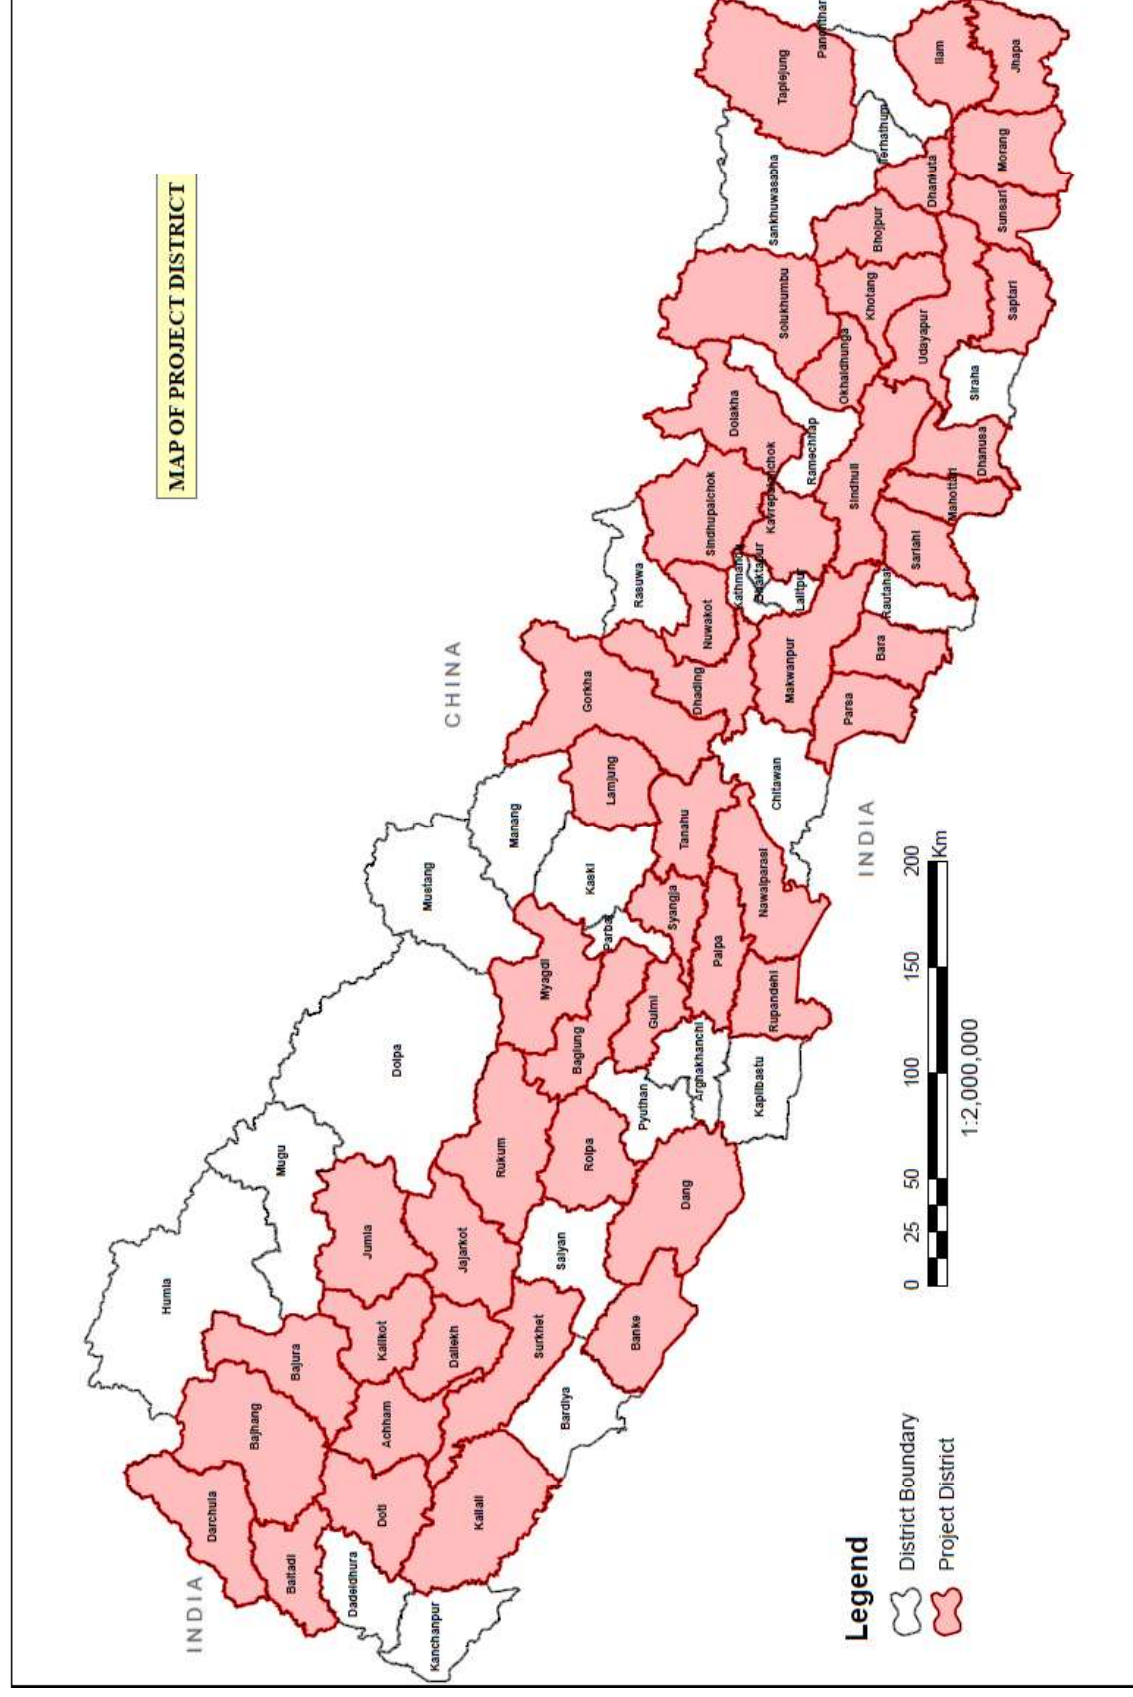 MAP OF PROJECT DISTRICT
CHINA
INDIA
INDIA
Humla
Darchula
Bajhang
Mugu
Bajura
Baitadi
Dadeldhura
Jumla
Kalikot
Achham
Doti
Dolpa
Mustang
Kanchanpur
Jajarkot
Dailekh
Kailali
Rukum
Manang
Surkhet
Salyan
Myagdi
Bardiya
Rolpa
Baglung
Kaski
Gorkha
Parbat
Lamjung
Banke
Pyuthan
Gulmi
Rasuwa
Dang
Syangja
Tanahu
Arghakhanchi
Dhading
Nuwakot
Sindhupalchok
Palpa
Dolakha
Kapilbastu
Rupandehi
Nawalparasi
Kathmandu
Bhaktapur
Kavrepalanchok
Chitawan
Makwanpur
Lalitpur
Ramechhap
Solukhumbu
Sankhuwasabha
Taplejung
Panchthar
Parsa
Sindhuli
Okhaldhunga
Khotang
Bhojpur
Terhathum
Bara
Rautahat
Sarlahi
Udayapur
Dhankuta
Ilam
Mahottari
Dhanusa
Siraha
Saptari
Sunsari
Morang
Jhapa
Legend
District Boundary
Project District
0 25 50 100 150 200
Km
1:2,000,000